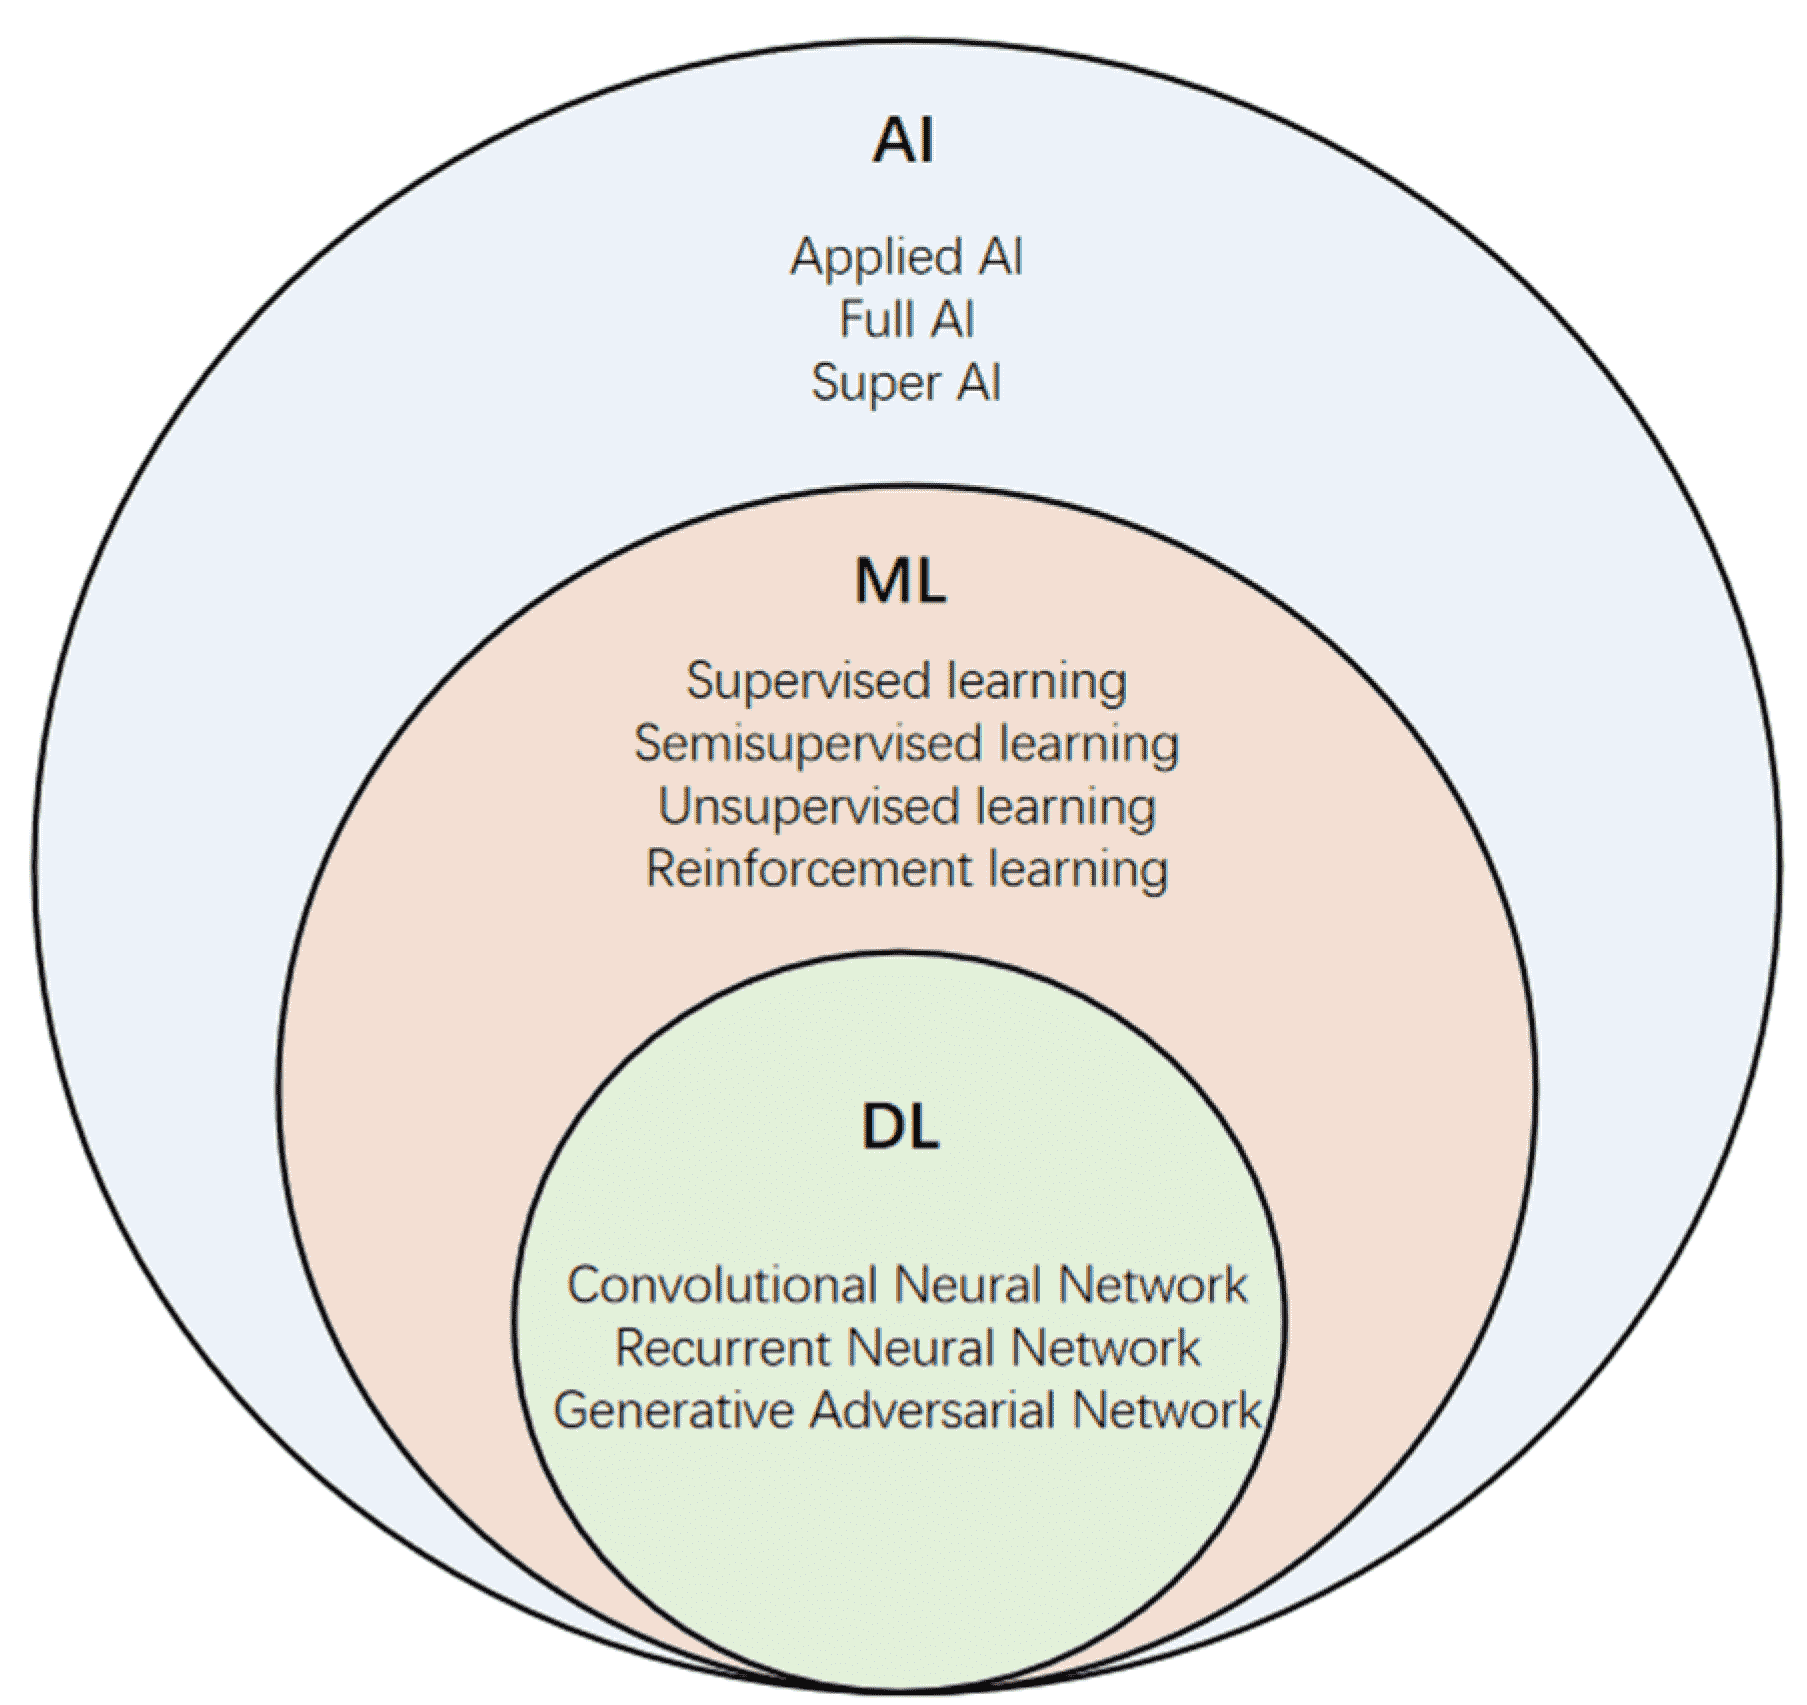 AI
Applied AI
Full AI
Super AI
ML
Supervised learning
Semisupervised learning
Unsupervised learning
Reinforcement learning
DL
Convolutional Neural Network
Recurrent Neural Network
Generative Adversarial Network